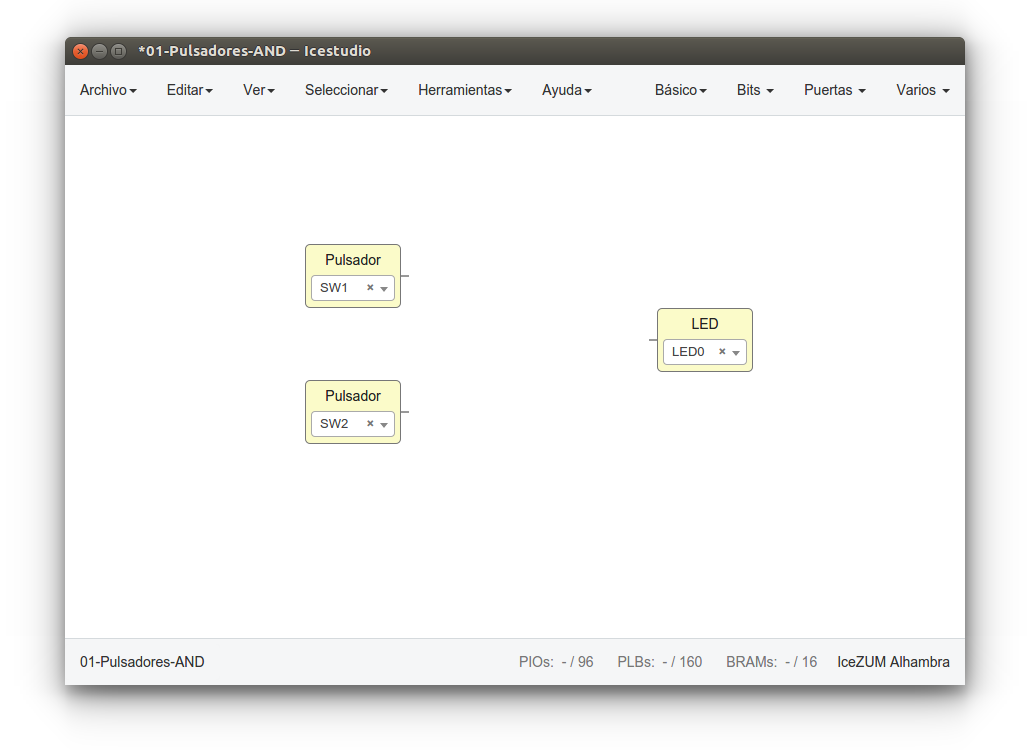 *01-Pulsadores-AND — Icestudio
Archivo Editar Ver Seleccionar Herramientas Ayuda Básico Bits Puertas Varios
Pulsador
SW1
LED
LED0
Pulsador
SW2
01-Pulsadores-AND PIOs: - / 96 PLBs: - / 160 BRAMs: - / 16 IceZUM Alhambra